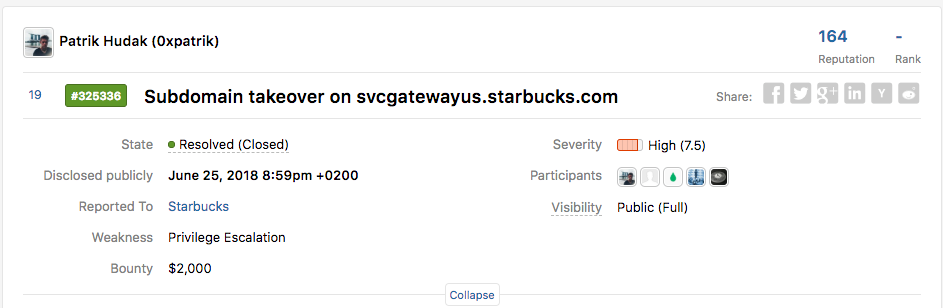 Patrik Hudak (0xpatrik)
164
Reputation
-
Rank
19
#325336
Subdomain takeover on svcgatewayus.starbucks.com
Share: f g+ in Y
State Resolved (Closed)
Severity High (7.5)
Disclosed publicly June 25, 2018 8:59pm +0200
Participants
Reported To Starbucks
Visibility Public (Full)
Weakness Privilege Escalation
Bounty $2,000
Collapse